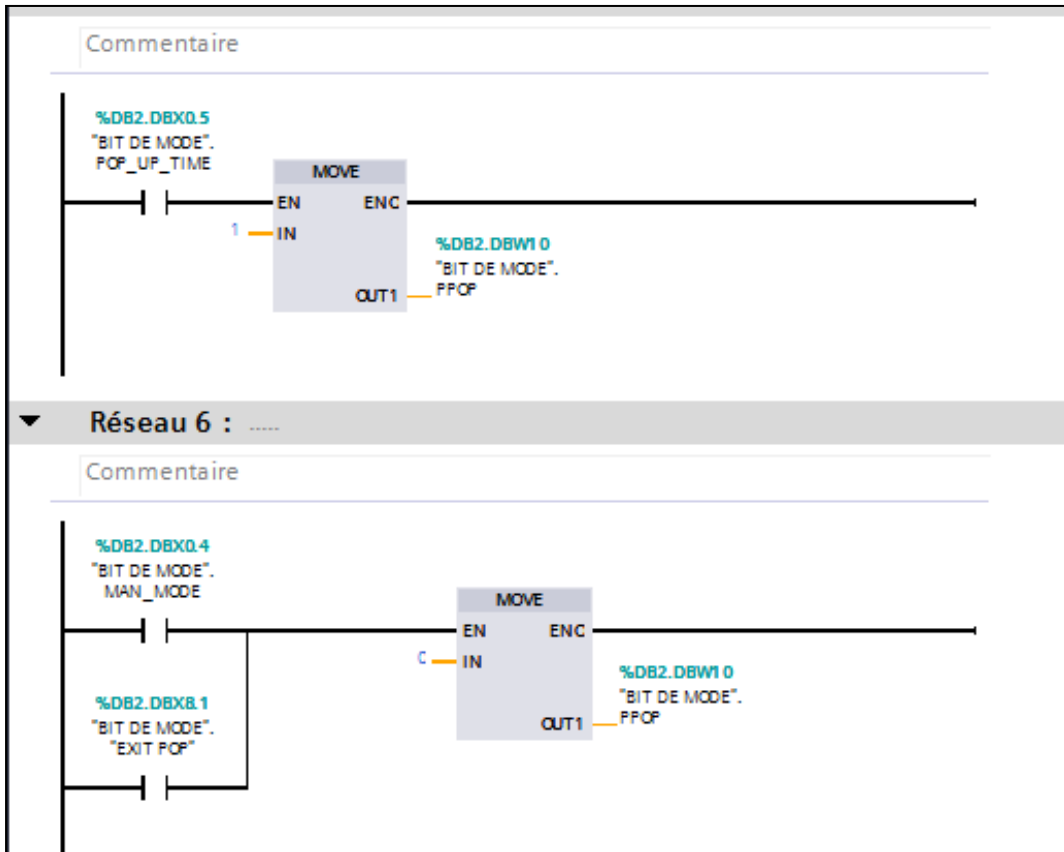 Commentaire
%DB2.DBX0.5
"BIT DE MODE".
POP_UP_TIME
MOVE
EN ENO
1 IN
%DB2.DBW10
"BIT DE MODE".
OUT1 PPOP
Réseau 6 : .....
Commentaire
%DB2.DBX0.4
"BIT DE MODE".
MAN_MODE
MOVE
EN ENO
0 IN
%DB2.DBW10
"BIT DE MODE".
OUT1 PPOP
%DB2.DBX8.1
"BIT DE MODE".
"EXIT POP"